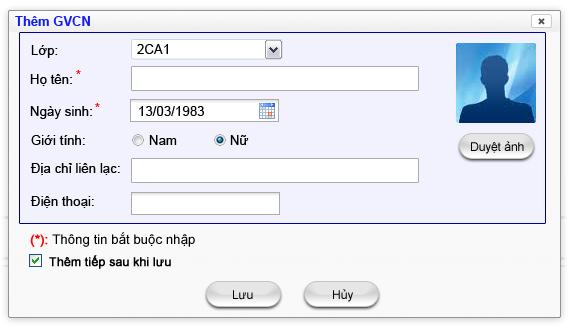 Thêm GVCN
Lớp: 2CA1
Họ tên: *
Ngày sinh: * 13/03/1983
Giới tính: Nam Nữ
Địa chỉ liên lạc:
Duyệt ảnh
Điện thoại:
(*): Thông tin bắt buộc nhập
Thêm tiếp sau khi lưu
Lưu Hủy